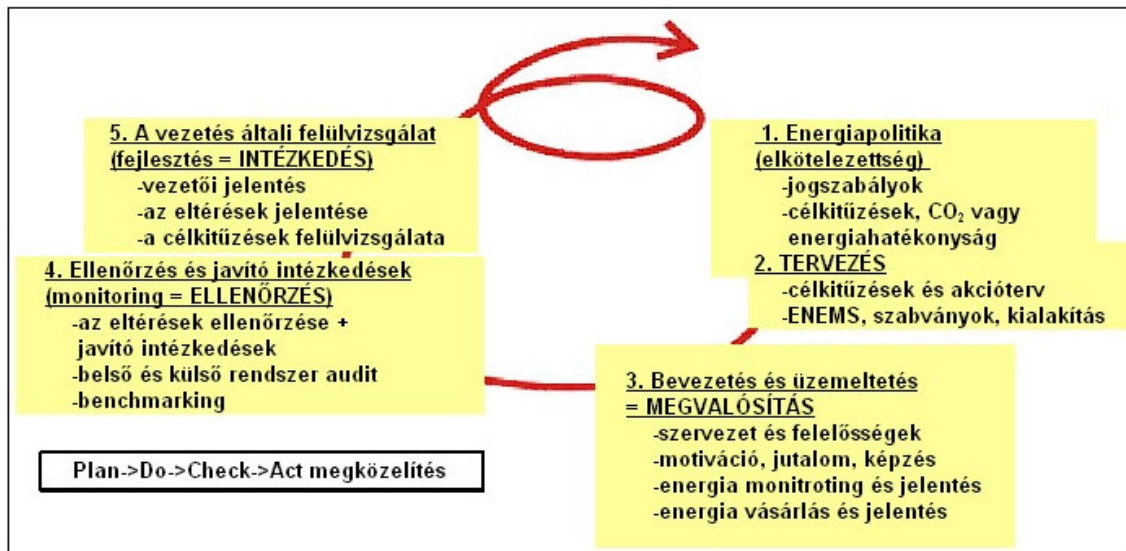 1. Energiapolitika
(elkötelezettség)
-jogszabályok
-célkitűzések, CO₂ vagy
energiahatékonyság
2. TERVEZÉS
-célkitűzések és akcióterv
-ENEMS, szabványok, kialakítás
3. Bevezetés és üzemeltetés
= MEGVALÓSÍTÁS
-szervezet és felelősségek
-motiváció, jutalom, képzés
-energia monitroting és jelentés
-energia vásárlás és jelentés
4. Ellenőrzés és javító intézkedések
(monitoring = ELLENŐRZÉS)
-az eltérések ellenőrzése +
javító intézkedések
-belső és külső rendszer audit
-benchmarking
5. A vezetés általi felülvizsgálat
(fejlesztés = INTÉZKEDÉS)
-vezetői jelentés
-az eltérések jelentése
-a célkitűzések felülvizsgálata
Plan->Do->Check->Act megközelítés